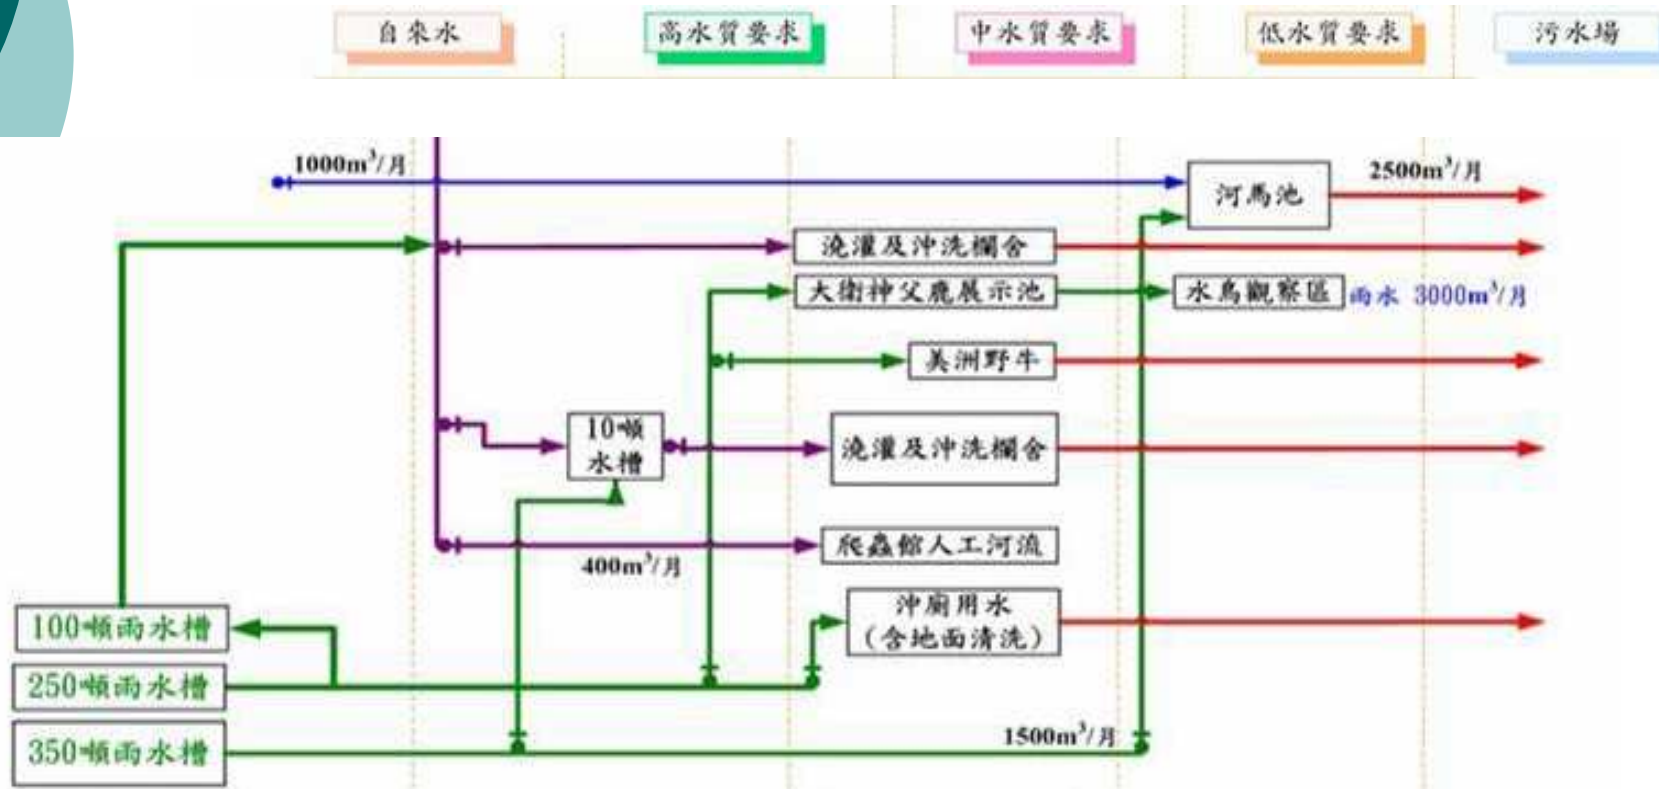 自來水
高水質要求
中水質要求
低水質要求
污水場
1000m³/月
河馬池
2500m³/月
澆灌及沖洗欄舍
大衛神父鹿展示池
水鳥觀察區
雨水 3000m³/月
美洲野牛
10噸
水槽
澆灌及沖洗欄舍
400m³/月
爬蟲館人工河流
100噸雨水槽
沖廁用水
(含地面清洗)
250噸雨水槽
350噸雨水槽
1500m³/月